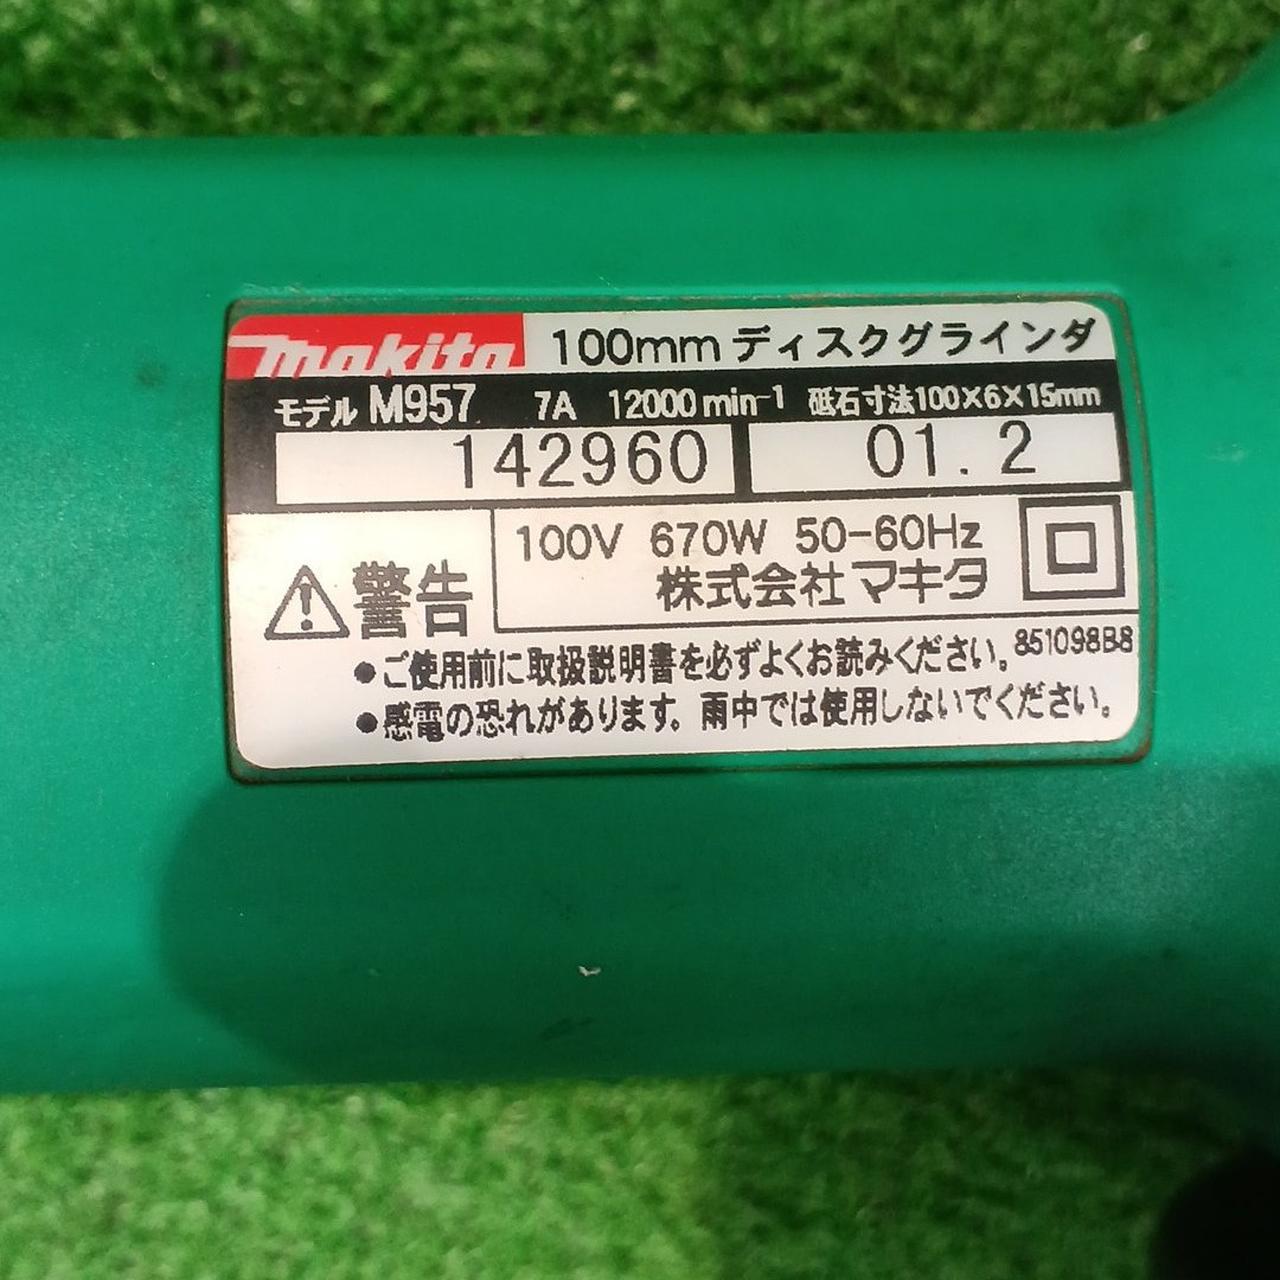 makita 100mm ディスクグラインダ
モデル M957 7A 12000 min-1 砥石寸法100×6×15mm
142960 01.2
100V 670W 50-60Hz
株式会社マキタ
警告
851098B8
●ご使用前に取扱説明書を必ずよくお読みください。
●感電の恐れがあります。雨中では使用しないでください。